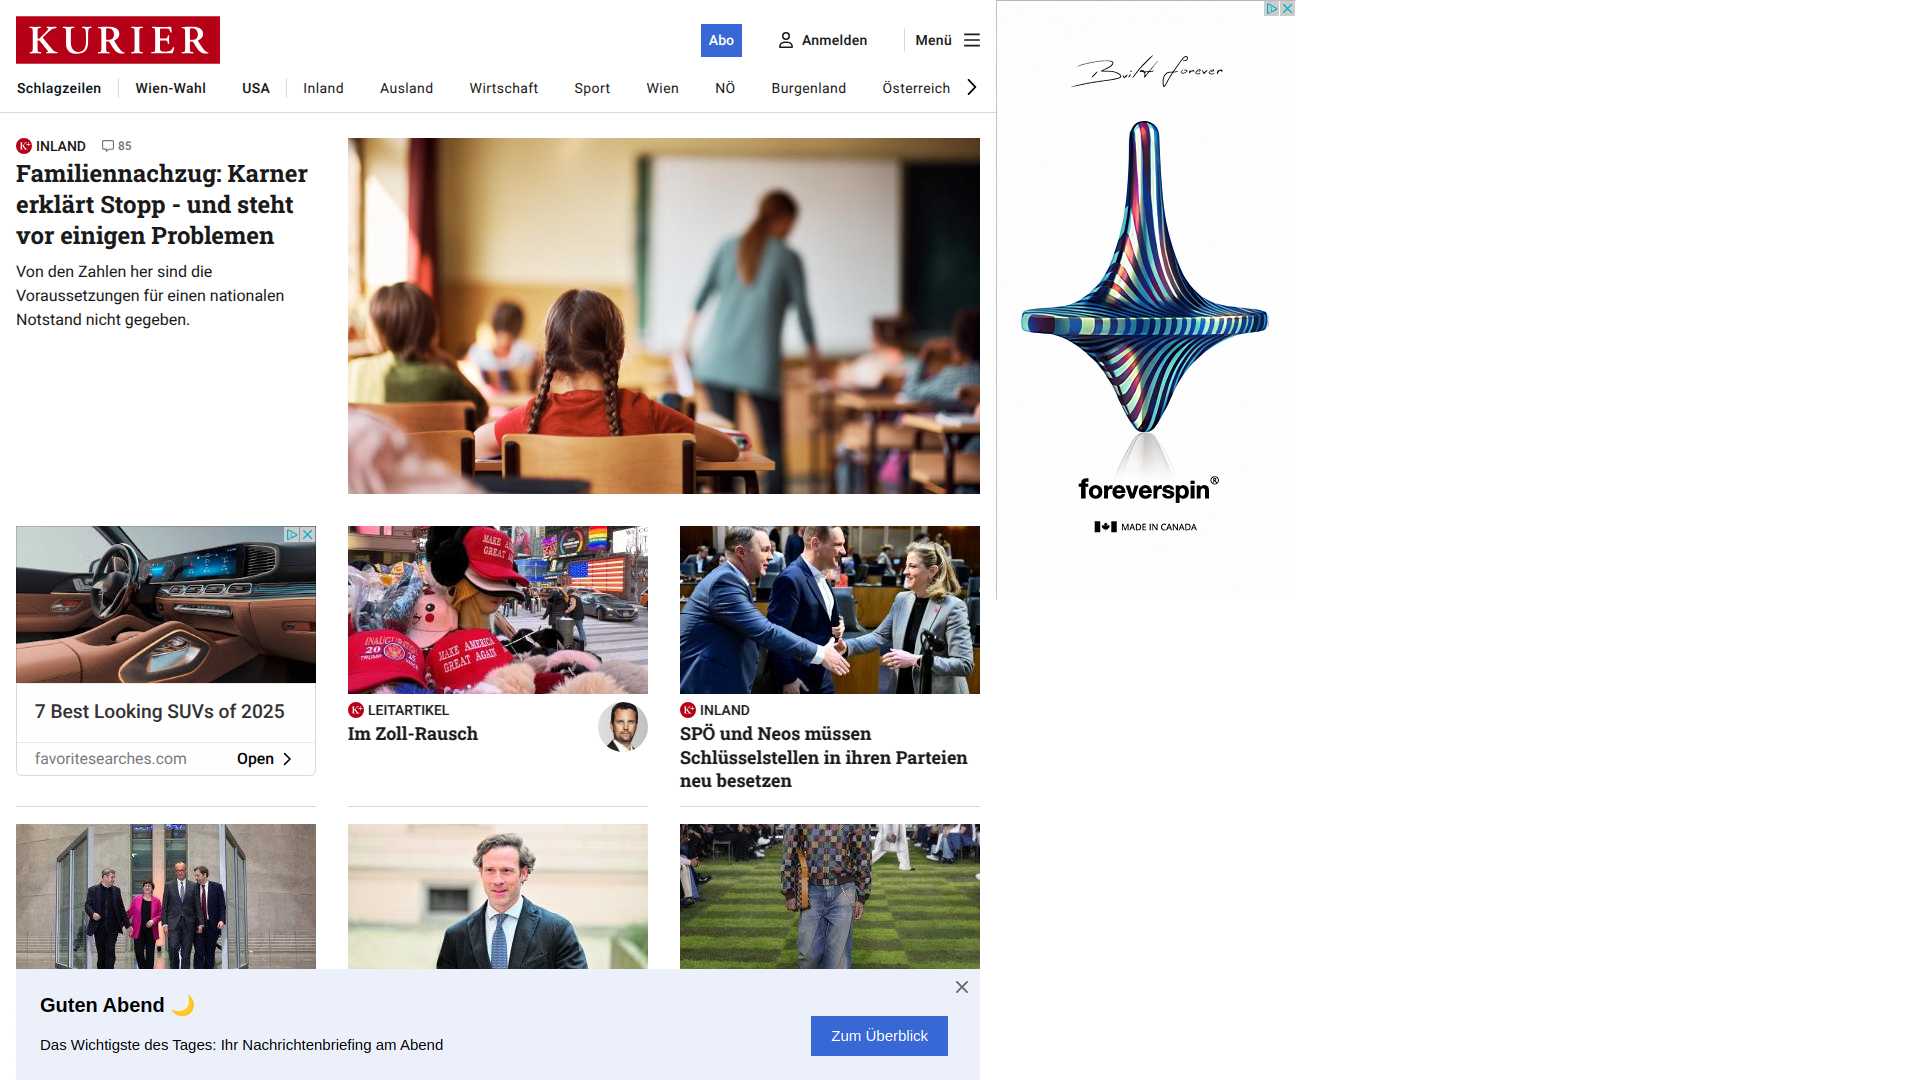 KURIER
Abo
Anmelden
Menü
Schlagzeilen
Wien-Wahl
USA
Inland
Ausland
Wirtschaft
Sport
Wien
NÖ
Burgenland
Österreich
INLAND
85
Familiennachzug: Karner
erklärt Stopp - und steht
vor einigen Problemen
Von den Zahlen her sind die
Voraussetzungen für einen nationalen
Notstand nicht gegeben.
Built forever
foreverspin®
MADE IN CANADA
7 Best Looking SUVs of 2025
favoritesearches.com
Open
MAKE AMERICA
GREAT AGAIN
LEITARTIKEL
Im Zoll-Rausch
INLAND
SPÖ und Neos müssen
Schlüsselstellen in ihren Parteien
neu besetzen
Guten Abend 🌙
Das Wichtigste des Tages: Ihr Nachrichtenbriefing am Abend
Zum Überblick